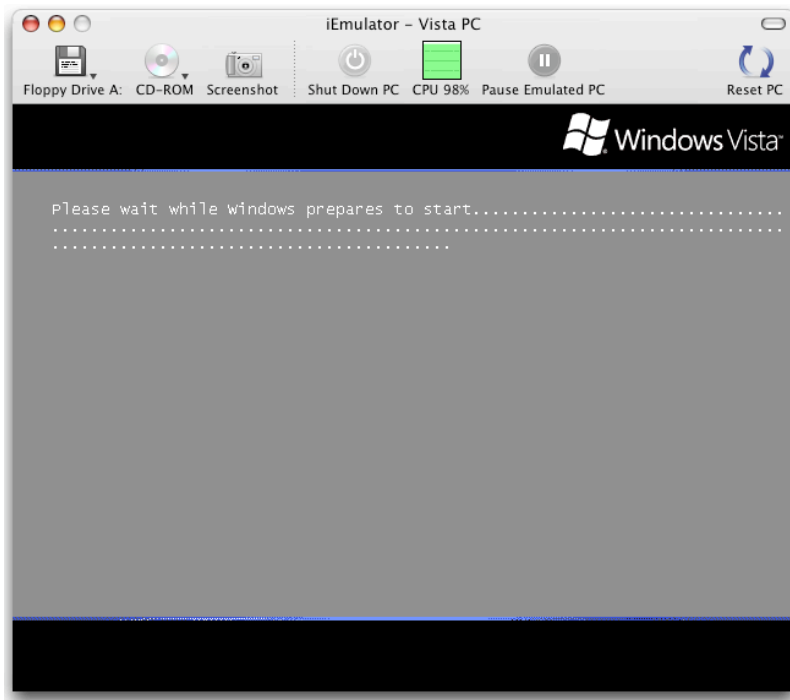 iEmulator – Vista PC
Floppy Drive A: CD-ROM Screenshot Shut Down PC CPU 98% Pause Emulated PC Reset PC
Windows Vista™
Please wait while Windows prepares to start................................
...........................................................................
.........................................